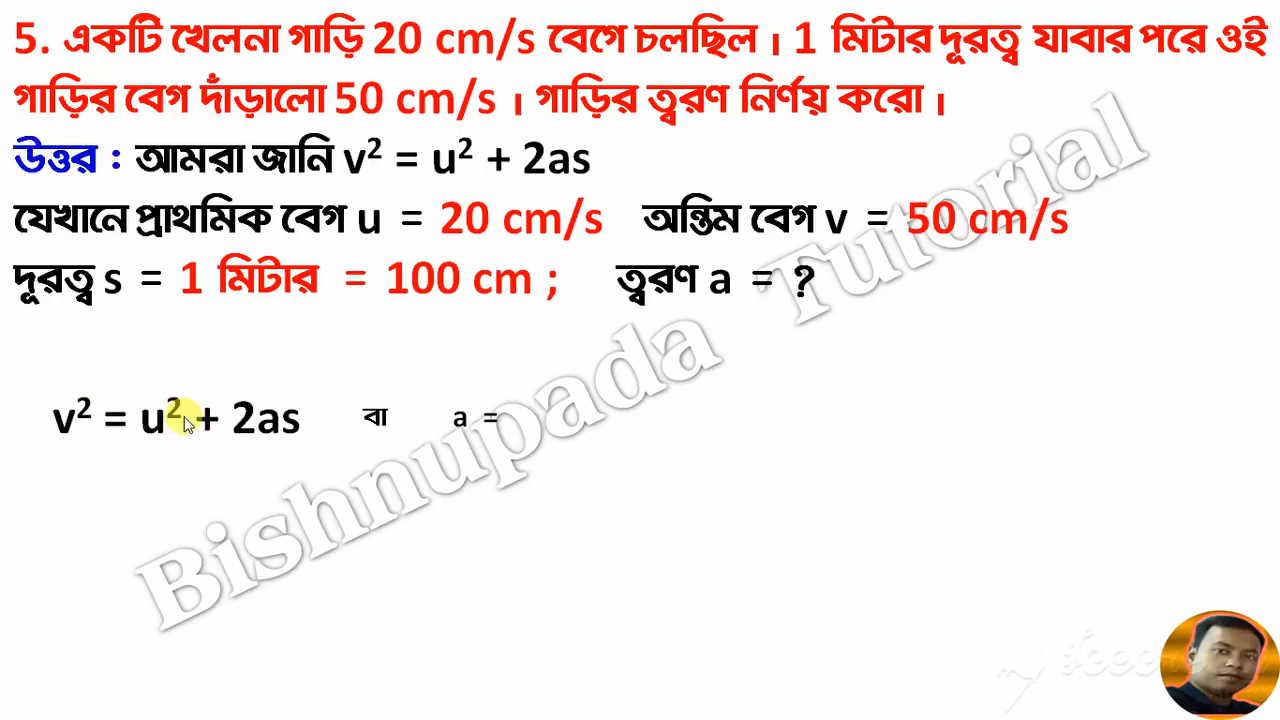 5. একটি খেলনা গাড়ি 20 cm/s বেগে চলছিল । 1 মিটার দূরত্ব যাবার পরে ওই
গাড়ির বেগ দাঁড়ালো 50 cm/s । গাড়ির ত্বরণ নির্ণয় করো ।
উত্তর : আমরা জানি v² = u² + 2as
যেখানে প্রাথমিক বেগ u = 20 cm/s অন্তিম বেগ v = 50 cm/s
দূরত্ব s = 1 মিটার = 100 cm ; ত্বরণ a = ?
v² = u² + 2as বা a =
Bishnupada Tutorial